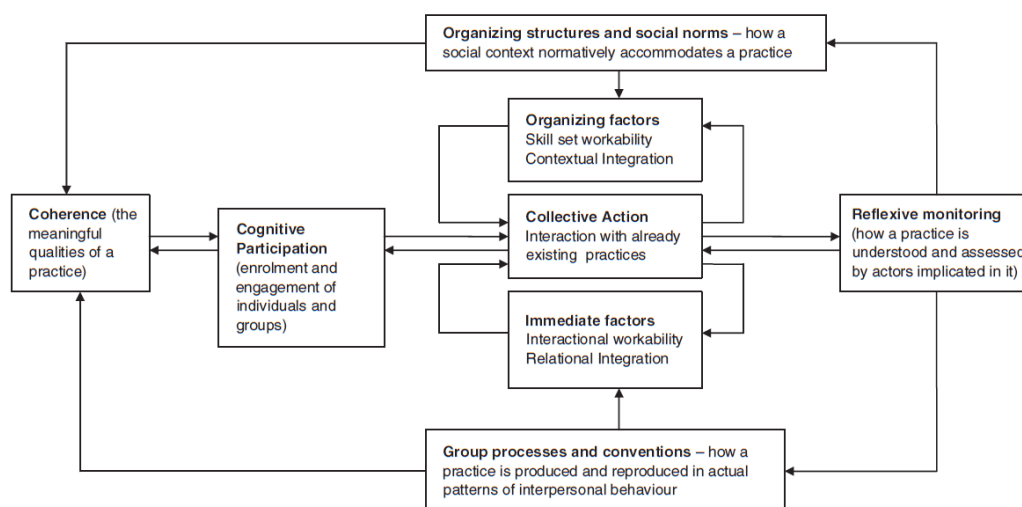 Organizing structures and social norms – how a
social context normatively accommodates a practice
Organizing factors
Skill set workability
Contextual Integration
Coherence (the
meaningful
qualities of a
practice)
Cognitive
Participation
(enrolment and
engagement of
individuals and
groups)
Collective Action
Interaction with already
existing practices
Reflexive monitoring
(how a practice is
understood and assessed
by actors implicated in it)
Immediate factors
Interactional workability
Relational Integration
Group processes and conventions – how a
practice is produced and reproduced in actual
patterns of interpersonal behaviour